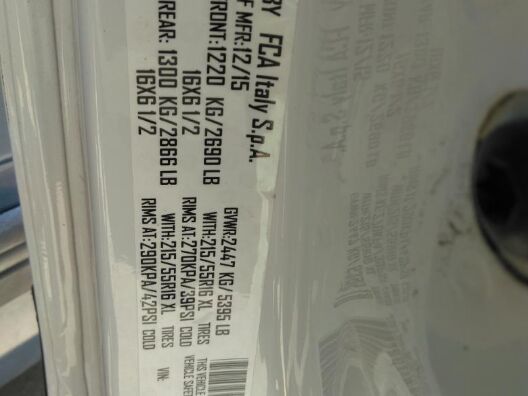 BY FCA Italy S.p.A.
F MFR:12/15 GVWR:2447 KG/5395 LB
FRONT:1220 KG/2690 LB WITH:215/55R16 XL TIRES
16X6 1/2 RIMS AT:270KPA/39PSI COLD
REAR: 1300 KG/2866 LB WITH:215/55R16 XL TIRES
16X6 1/2 RIMS AT:290KPA/42PSI COLD
THIS VEHICLE
VEHICLE SAFE
VIN: